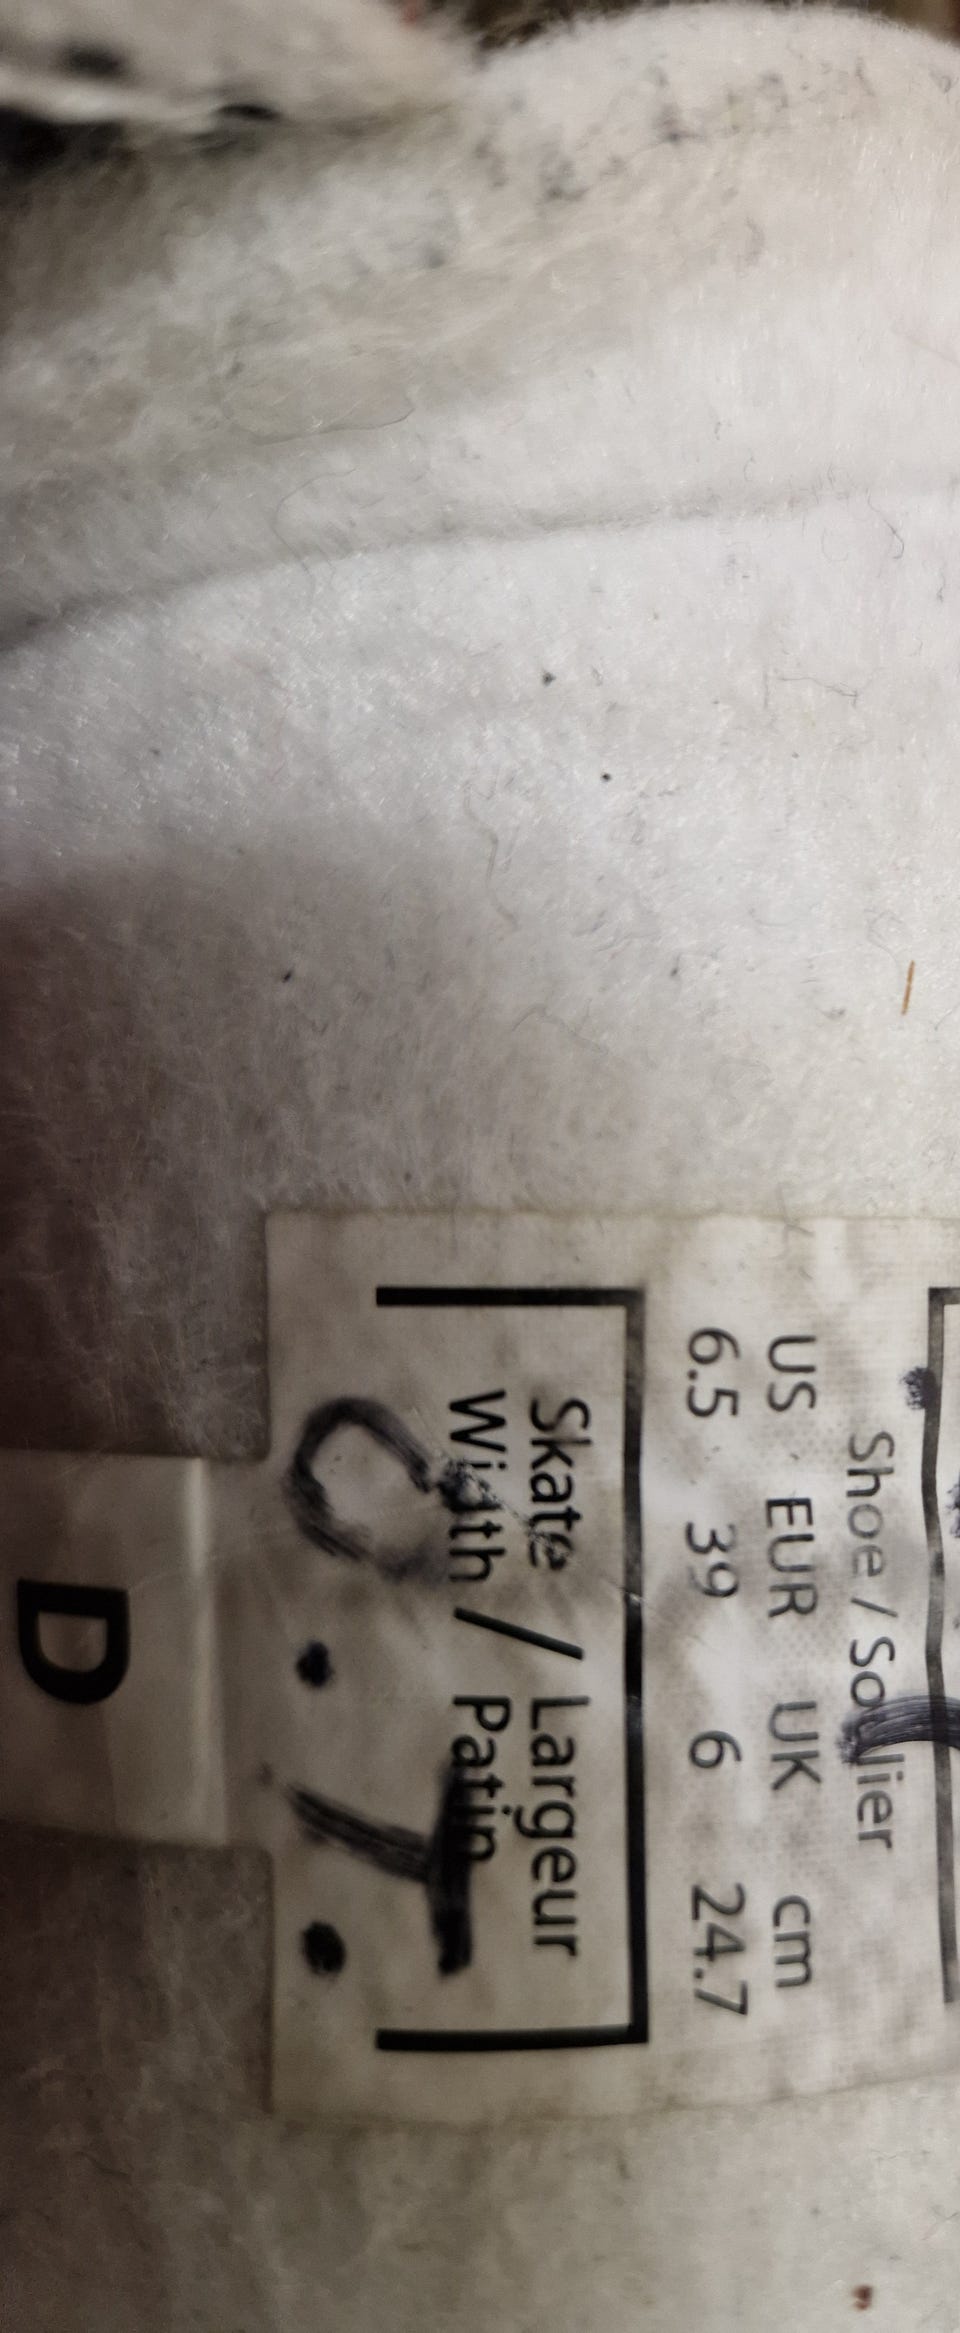 Shoe / Soulier
US EUR UK cm
6.5 39 6 24.7
Skate / Largeur
Width / Patin
C.T.
D